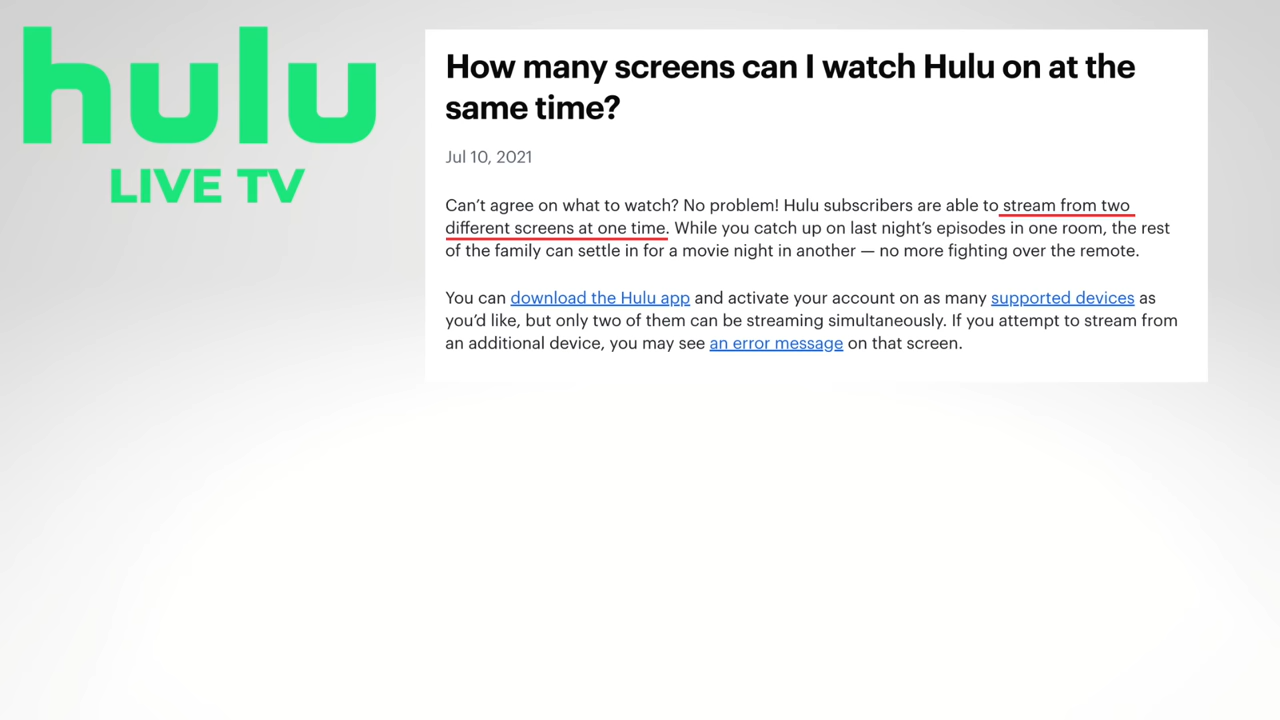 hulu
LIVE TV
How many screens can I watch Hulu on at the
same time?
Jul 10, 2021
Can’t agree on what to watch? No problem! Hulu subscribers are able to stream from two
different screens at one time. While you catch up on last night’s episodes in one room, the rest
of the family can settle in for a movie night in another — no more fighting over the remote.
You can download the Hulu app and activate your account on as many supported devices as
you’d like, but only two of them can be streaming simultaneously. If you attempt to stream from
an additional device, you may see an error message on that screen.